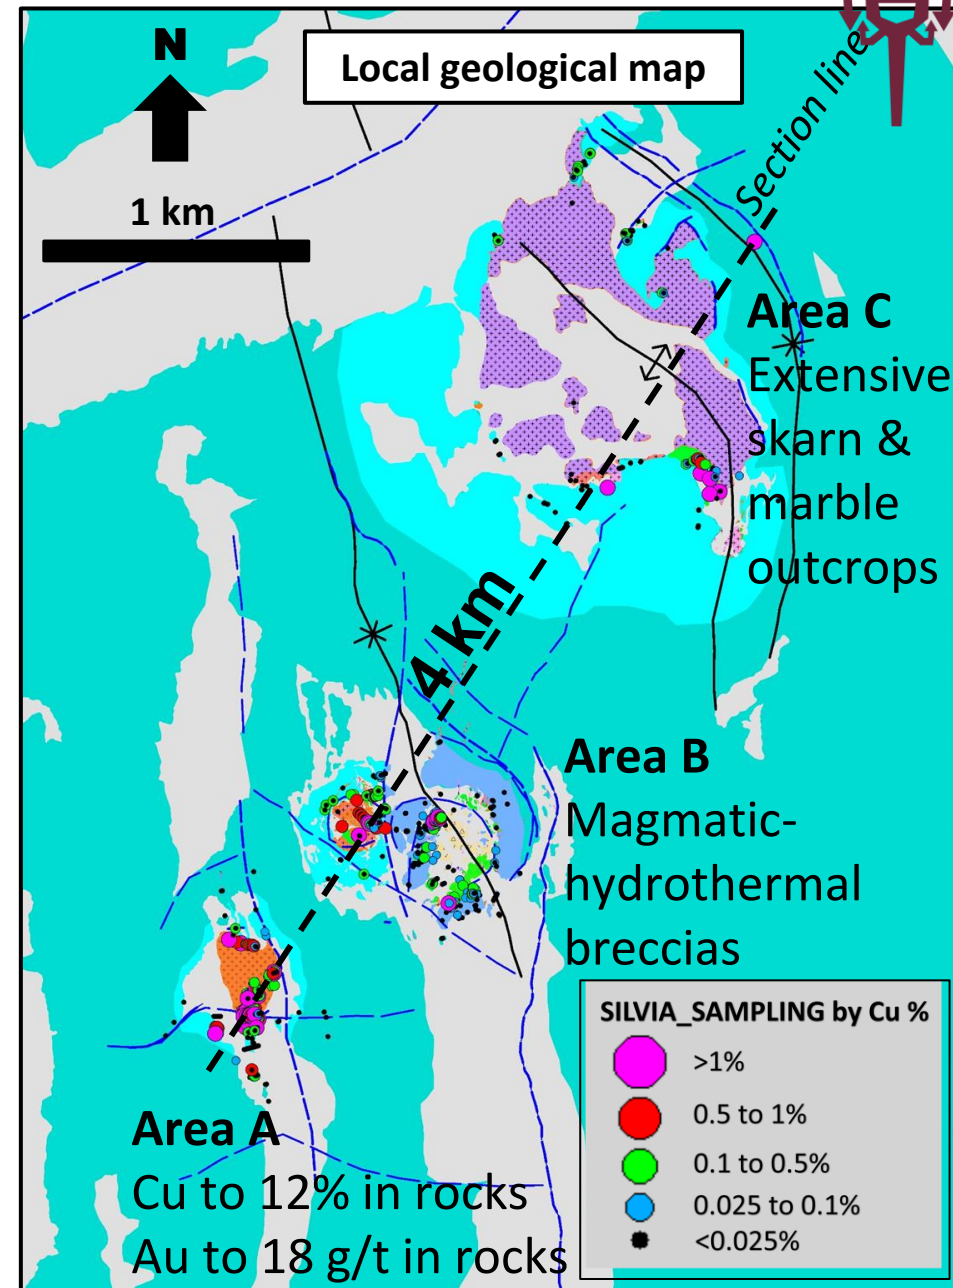 N
Local geological map
Section line
1 km
Area C
Extensive
skarn &
marble
outcrops
4 km
Area B
Magmatic-
hydrothermal
breccias
SILVIA_SAMPLING by Cu %
>1%
0.5 to 1%
0.1 to 0.5%
0.025 to 0.1%
<0.025%
Area A
Cu to 12% in rocks
Au to 18 g/t in rocks